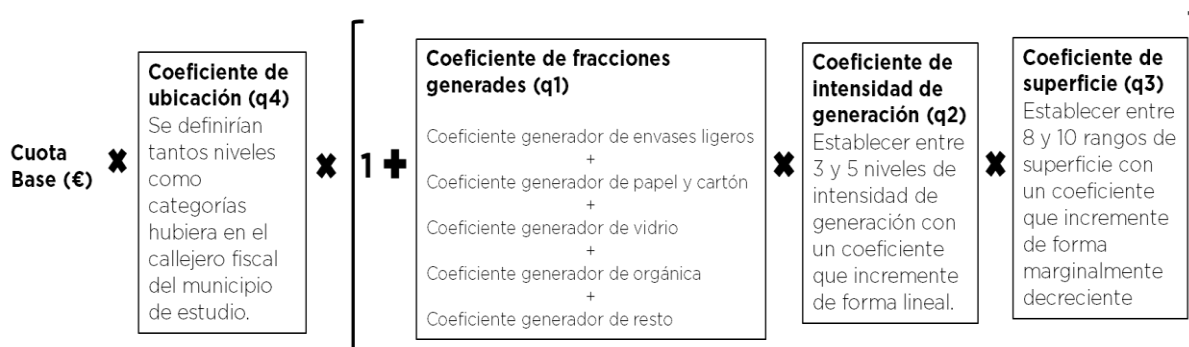 Cuota
Base (€)
✖
Coeficiente de
ubicación (q4)
Se definirían
tantos niveles
como
categorías
hubiera en el
callejero fiscal
del municipio
de estudio.
✖
[
1 +
Coeficiente de fracciones
generades (q1)
Coeficiente generador de envases ligeros
+
Coeficiente generador de papel y cartón
+
Coeficiente generador de vidrio
+
Coeficiente generador de orgánica
+
Coeficiente generador de resto
✖
Coeficiente de
intensidad de
generación (q2)
Establecer entre
3 y 5 niveles de
intensidad de
generación con
un coeficiente
que incremente
de forma lineal.
✖
Coeficiente de
superficie (q3)
Establecer entre
8 y 10 rangos de
superficie con
un coeficiente
que incremente
de forma
marginalmente
decreciente